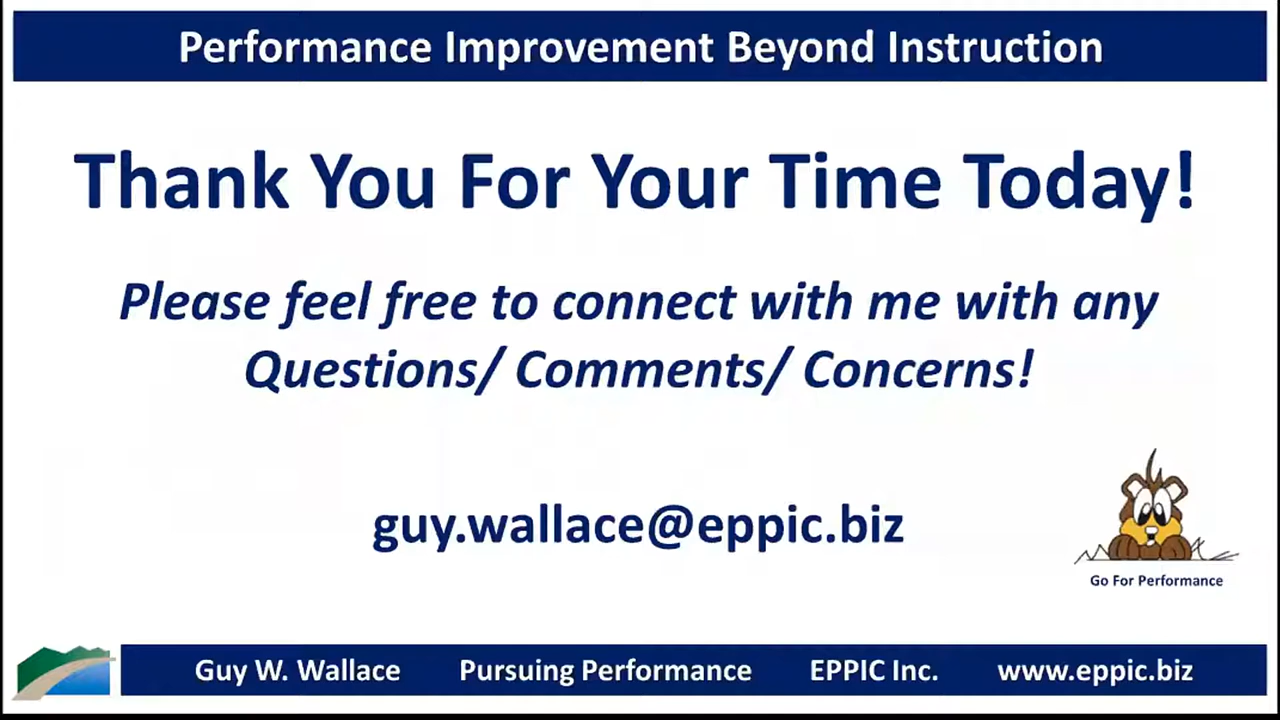 Performance Improvement Beyond Instruction
Thank You For Your Time Today!
Please feel free to connect with me with any
Questions/ Comments/ Concerns!
guy.wallace@eppic.biz
Go For Performance
Guy W. Wallace Pursuing Performance EPPIC Inc. www.eppic.biz